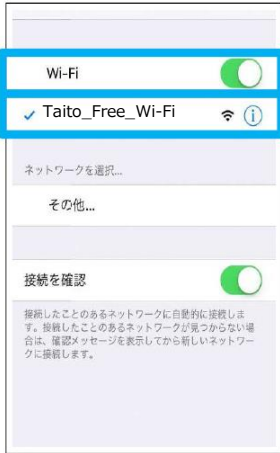 Wi-Fi
Taito_Free_Wi-Fi
ネットワークを選択...
その他...
接続を確認
接続したことのあるネットワークに自動的に接続しま
す。接続したことのあるネットワークが見つからない場
合は、確認メッセージを表示してから新しいネットワー
クに接続します。